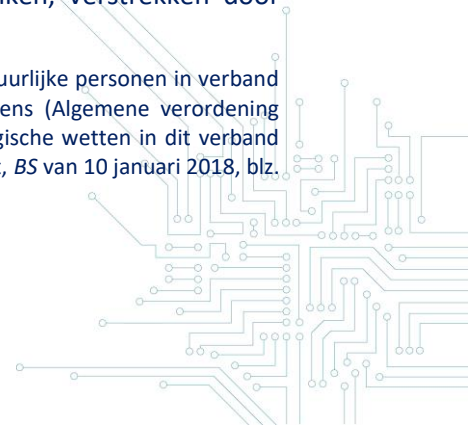 verstrekken door
uurlijke personen in verband
ens (Algemene verordening
gische wetten in dit verband
, BS van 10 januari 2018, blz.